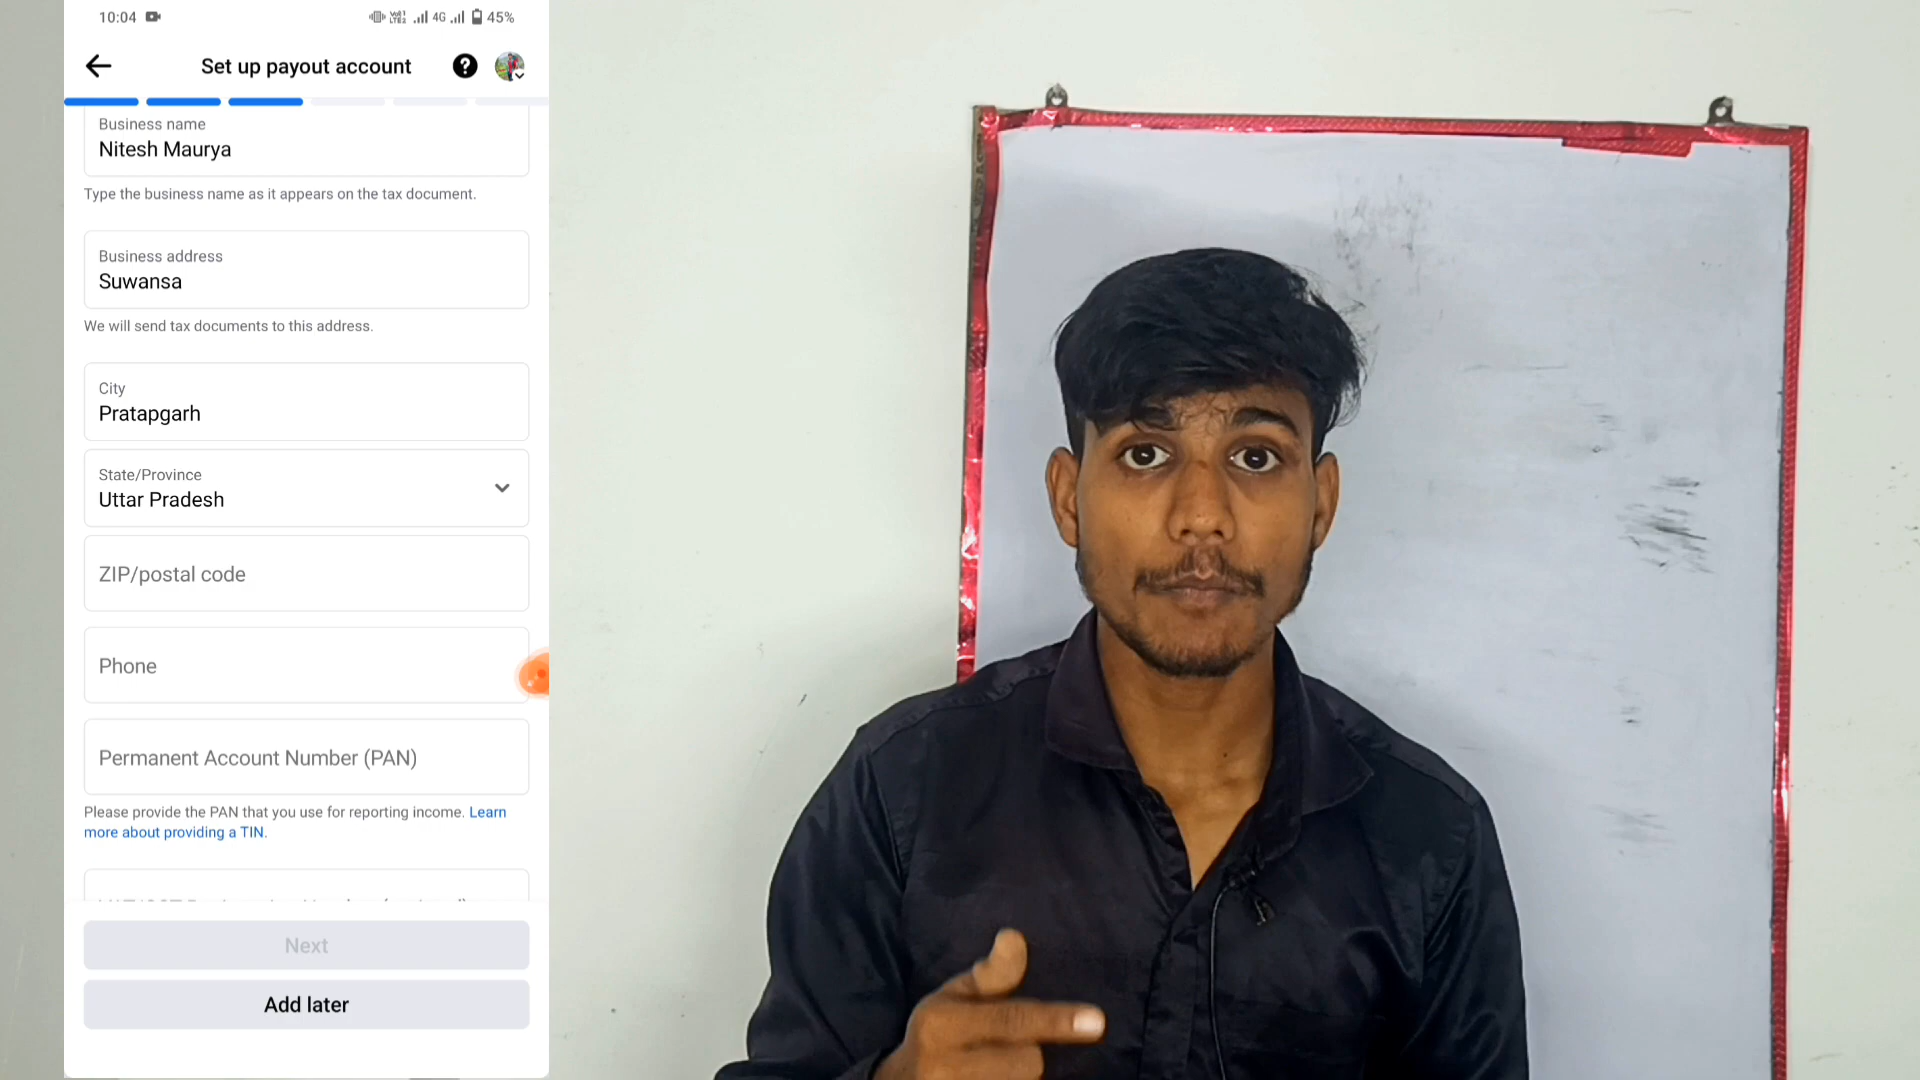 10:04 4G 45%
Set up payout account
Business name
Nitesh Maurya
Type the business name as it appears on the tax document.
Business address
Suwansa
We will send tax documents to this address.
City
Pratapgarh
State/Province
Uttar Pradesh
ZIP/postal code
Phone
Permanent Account Number (PAN)
Please provide the PAN that you use for reporting income. Learn
more about providing a TIN.
Next
Add later